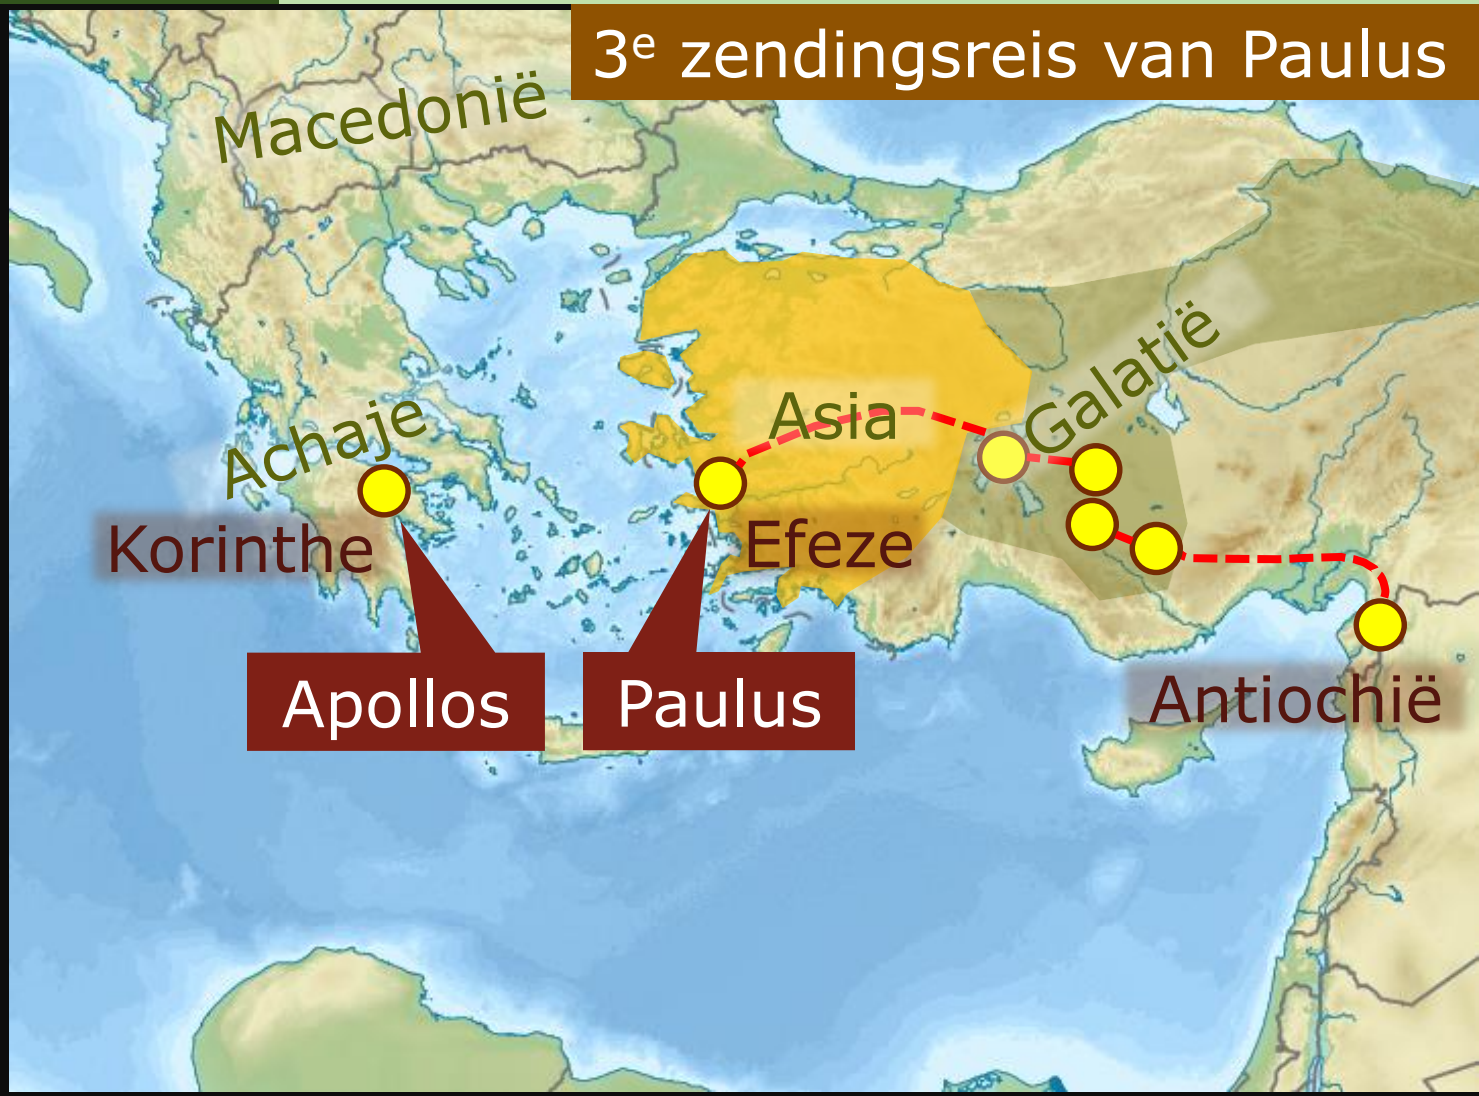 3e zendingsreis van Paulus
Macedonië
Galatië
Achaje
Asia
Korinthe
Efeze
Apollos
Paulus
Antiochië